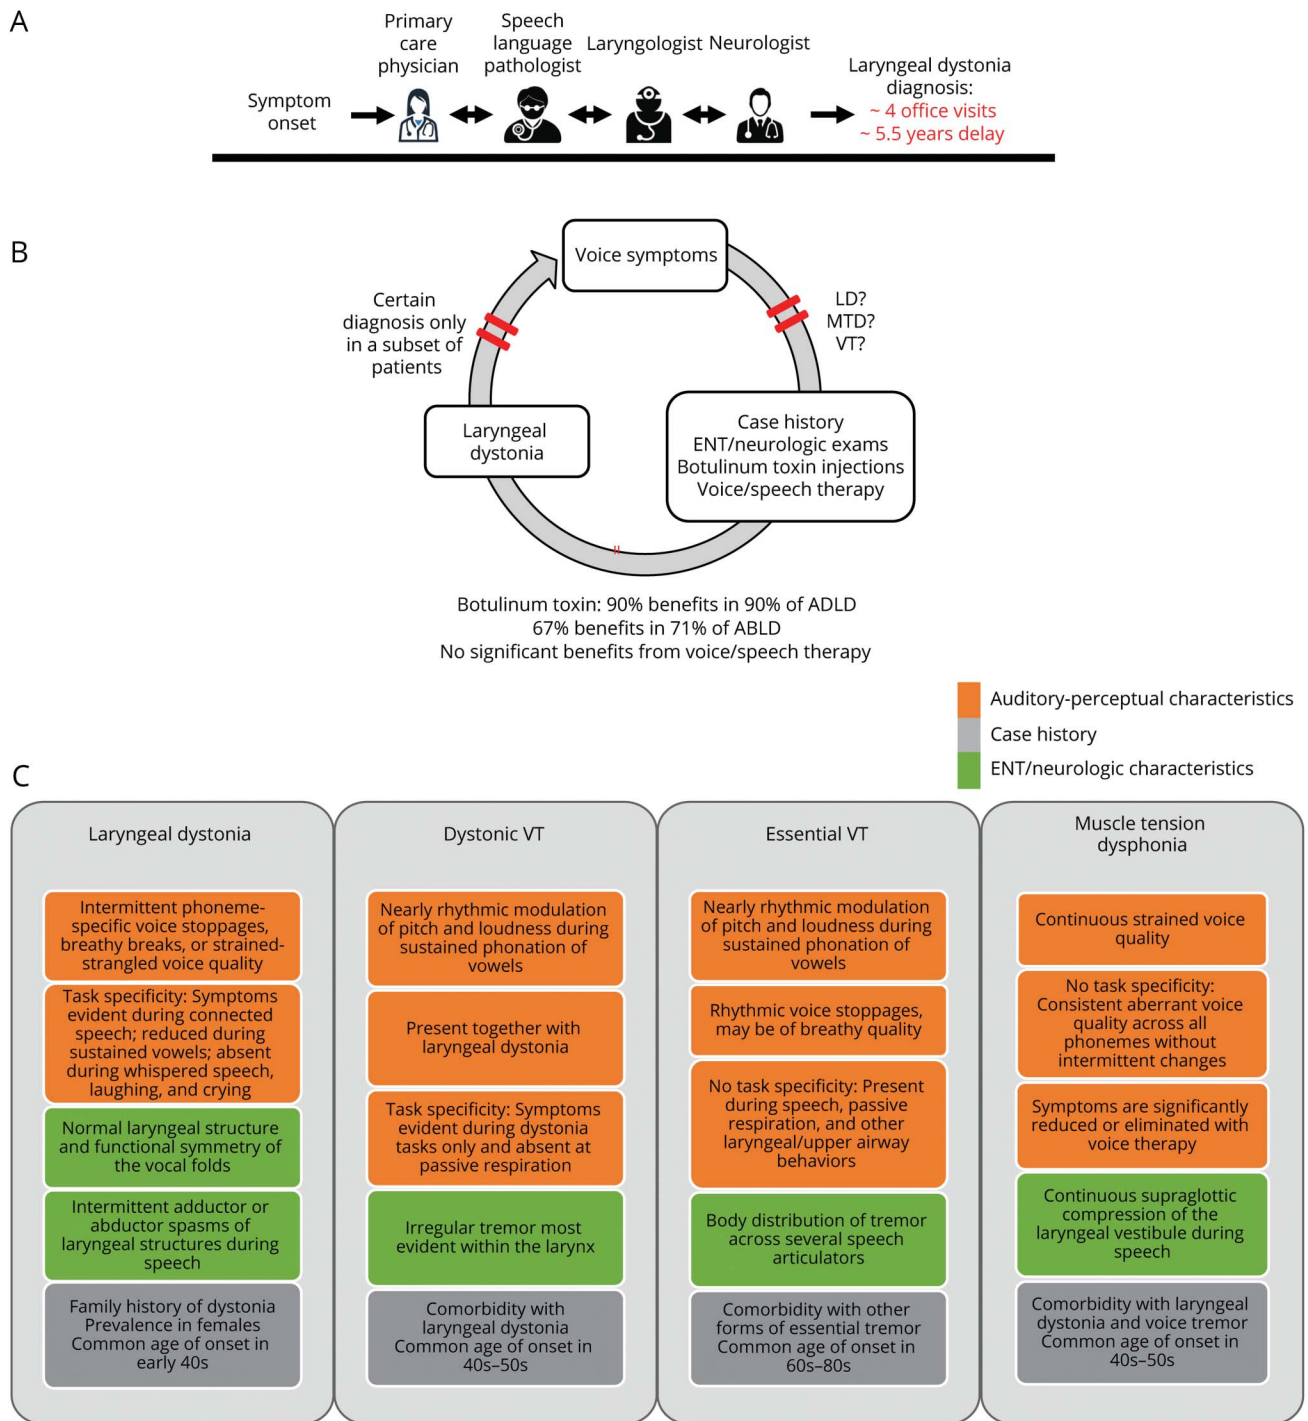 A
Primary
care
physician
Speech
language
pathologist
Laryngologist
Neurologist
Symptom
onset
Laryngeal dystonia
diagnosis:
~ 4 office visits
~ 5.5 years delay
B
Voice symptoms
LD?
MTD?
VT?
Case history
ENT/neurologic exams
Botulinum toxin injections
Voice/speech therapy
Laryngeal
dystonia
Certain
diagnosis only
in a subset of
patients
Botulinum toxin: 90% benefits in 90% of ADLD
67% benefits in 71% of ABLD
No significant benefits from voice/speech therapy
Auditory-perceptual characteristics
Case history
ENT/neurologic characteristics
C
Laryngeal dystonia
Intermittent phoneme-
specific voice stoppages,
breathy breaks, or strained-
strangled voice quality
Task specificity: Symptoms
evident during connected
speech; reduced during
sustained vowels; absent
during whispered speech,
laughing, and crying
Normal laryngeal structure
and functional symmetry of
the vocal folds
Intermittent adductor or
abductor spasms of
laryngeal structures during
speech
Family history of dystonia
Prevalence in females
Common age of onset in
early 40s
Dystonic VT
Nearly rhythmic modulation
of pitch and loudness during
sustained phonation of
vowels
Present together with
laryngeal dystonia
Task specificity: Symptoms
evident during dystonia
tasks only and absent at
passive respiration
Irregular tremor most
evident within the larynx
Comorbidity with
laryngeal dystonia
Common age of onset in
40s–50s
Essential VT
Nearly rhythmic modulation
of pitch and loudness during
sustained phonation of
vowels
Rhythmic voice stoppages,
may be of breathy quality
No task specificity: Present
during speech, passive
respiration, and other
laryngeal/upper airway
behaviors
Body distribution of tremor
across several speech
articulators
Comorbidity with other
forms of essential tremor
Common age of onset in
60s–80s
Muscle tension
dysphonia
Continuous strained voice
quality
No task specificity:
Consistent aberrant voice
quality across all
phonemes without
intermittent changes
Symptoms are significantly
reduced or eliminated with
voice therapy
Continuous supraglottic
compression of the
laryngeal vestibule during
speech
Comorbidity with laryngeal
dystonia and voice tremor
Common age of onset in
40s–50s